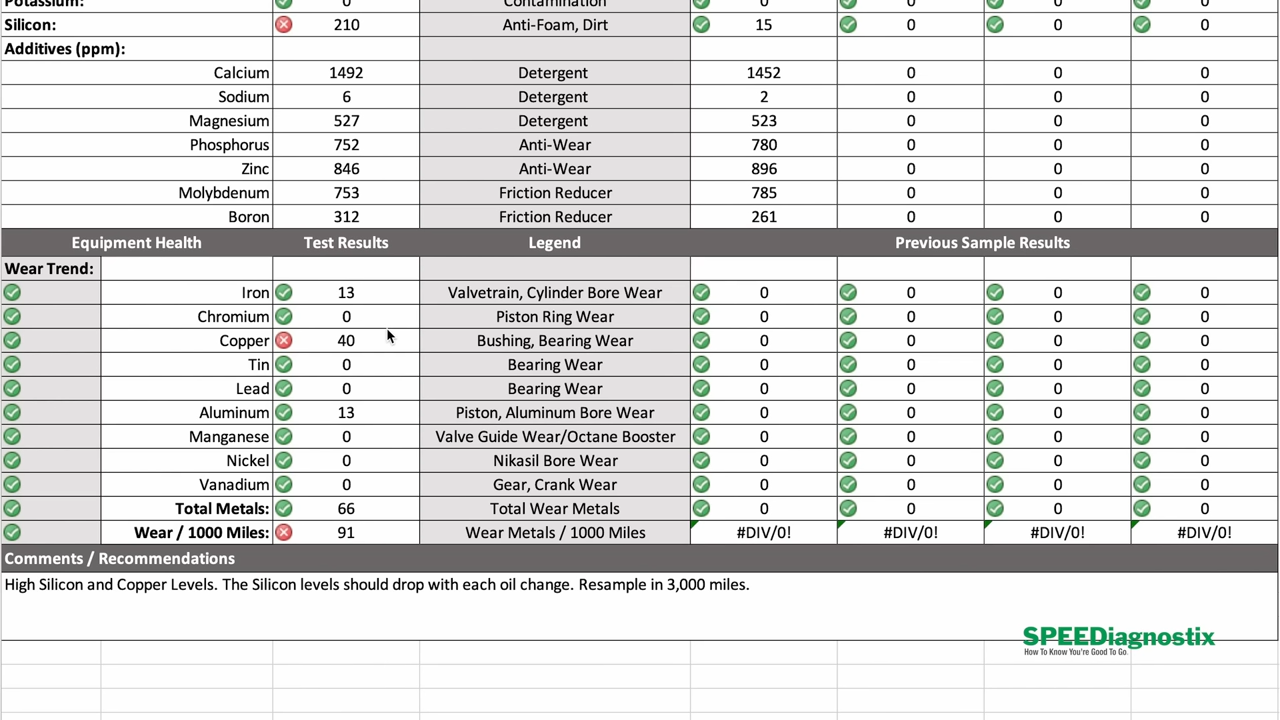 Potassium: 0 Contamination 0 0 0 0
Silicon: 210 Anti-Foam, Dirt 15 0 0 0
Additives (ppm):
Calcium 1492 Detergent 1452 0 0 0
Sodium 6 Detergent 2 0 0 0
Magnesium 527 Detergent 523 0 0 0
Phosphorus 752 Anti-Wear 780 0 0 0
Zinc 846 Anti-Wear 896 0 0 0
Molybdenum 753 Friction Reducer 785 0 0 0
Boron 312 Friction Reducer 261 0 0 0
Equipment Health Test Results Legend Previous Sample Results
Wear Trend:
Iron 13 Valvetrain, Cylinder Bore Wear 0 0 0 0
Chromium 0 Piston Ring Wear 0 0 0 0
Copper 40 Bushing, Bearing Wear 0 0 0 0
Tin 0 Bearing Wear 0 0 0 0
Lead 0 Bearing Wear 0 0 0 0
Aluminum 13 Piston, Aluminum Bore Wear 0 0 0 0
Manganese 0 Valve Guide Wear/Octane Booster 0 0 0 0
Nickel 0 Nikasil Bore Wear 0 0 0 0
Vanadium 0 Gear, Crank Wear 0 0 0 0
Total Metals: 66 Total Wear Metals 0 0 0 0
Wear / 1000 Miles: 91 Wear Metals / 1000 Miles #DIV/0! #DIV/0! #DIV/0! #DIV/0!
Comments / Recommendations
High Silicon and Copper Levels. The Silicon levels should drop with each oil change. Resample in 3,000 miles.
SPEEDiagnostix
How To Know You're Good To Go